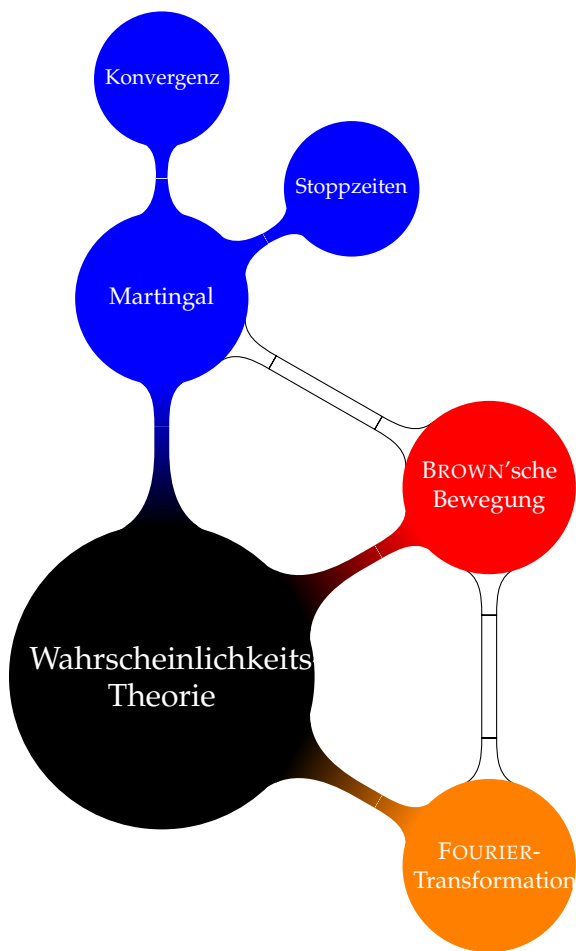 Konvergenz
Stoppzeiten
Martingal
BROWN'sche
Bewegung
Wahrscheinlichkeits-
Theorie
FOURIER-
Transformation